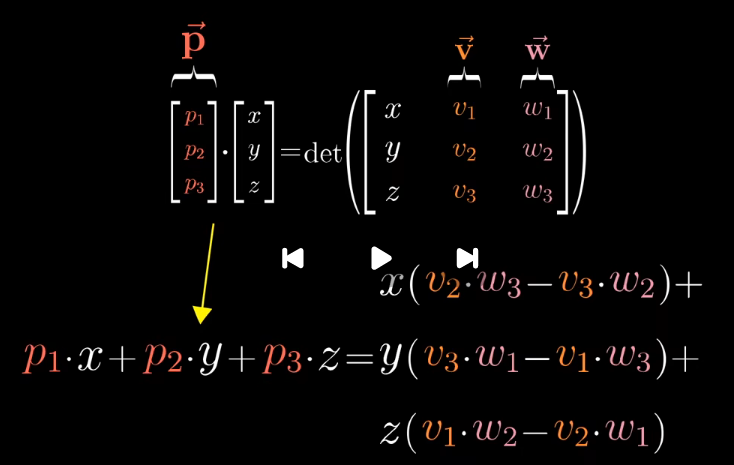 p⃗ v⃗ w⃗
[p₁ p₂ p₃] · [x y z] = det([x v₁ w₁
y v₂ w₂
z v₃ w₃])
x(v₂·w₃−v₃·w₂)+
p₁·x+p₂·y+p₃·z=y(v₃·w₁−v₁·w₃)+
z(v₁·w₂−v₂·w₁)